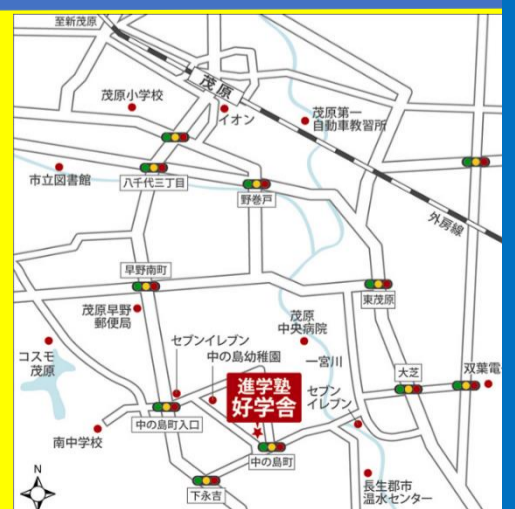 至新茂原
茂原
茂原小学校
イオン
茂原第一
自動車教習所
市立図書館
八千代三丁目
野巻戸
外房線
早野南町
東茂原
茂原早野
郵便局
茂原
中央病院
セブンイレブン
中の島幼稚園
一宮川
コスモ
茂原
大芝
双葉電
進学塾
好学舎
セブン
イレブン
中の島町入口
南中学校
中の島町
下永吉
長生郡市
温水センター
N